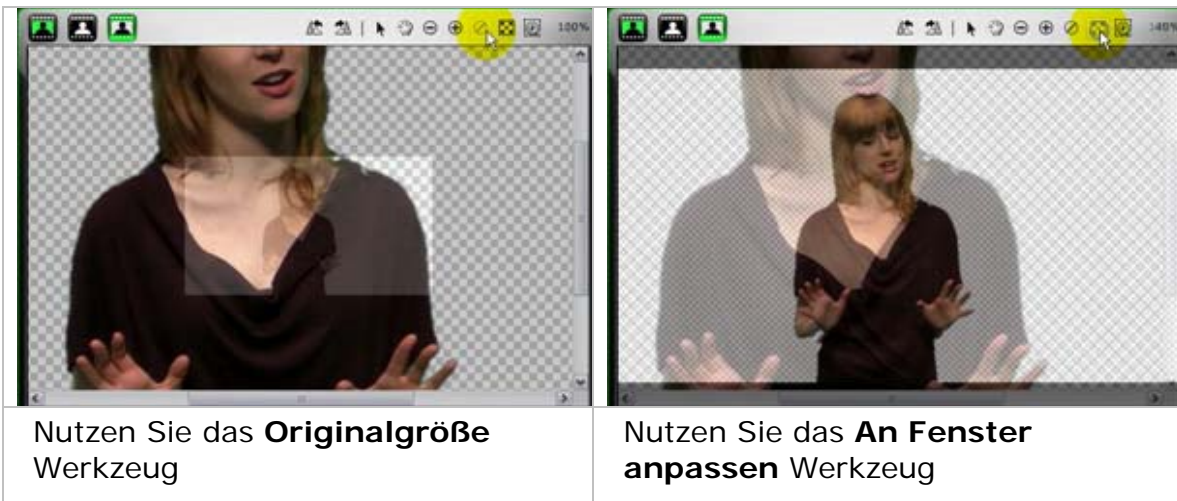 100%
Nutzen Sie das Originalgröße
Werkzeug
Nutzen Sie das An Fenster
anpassen Werkzeug